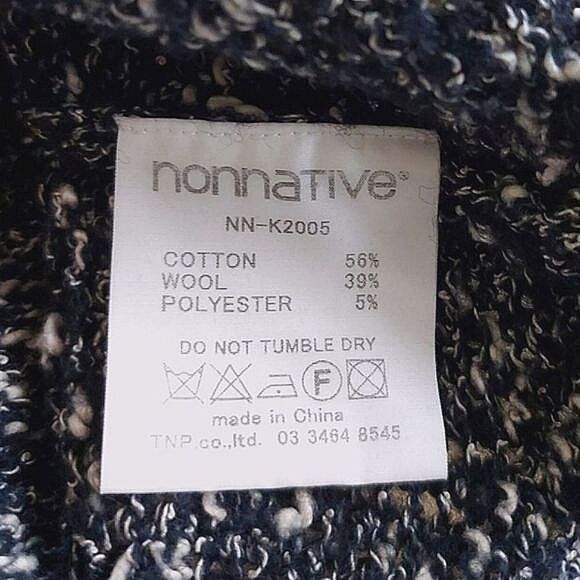 nonnative®
NN-K2005
COTTON 56%
WOOL 39%
POLYESTER 5%
DO NOT TUMBLE DRY
F
made in China
TNP.co.,ltd. 03 3464 8545